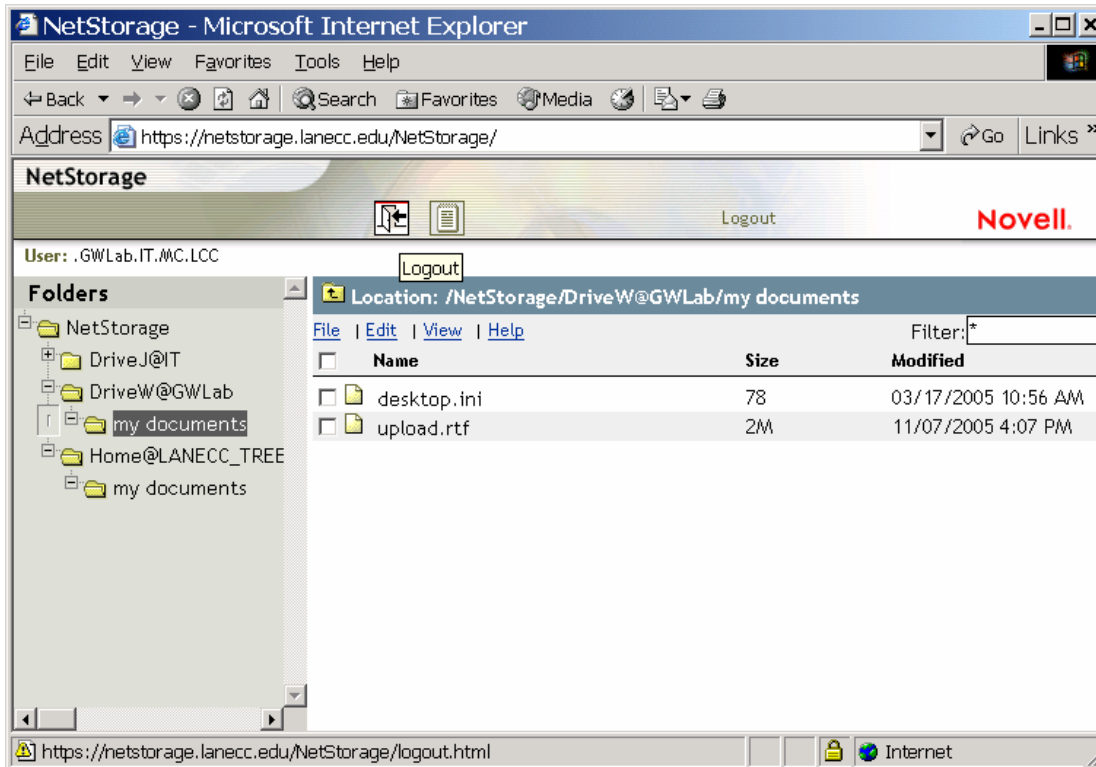 NetStorage - Microsoft Internet Explorer
File Edit View Favorites Tools Help
Back Search Favorites Media
Address https://netstorage.lanecc.edu/NetStorage/ Go Links »
NetStorage
Logout Novell.
User: .GWLab.IT.MC.LCC
Logout
Folders
NetStorage
DriveJ@IT
DriveW@GWLab
my documents
Home@LANECC_TREE
my documents
Location: /NetStorage/DriveW@GWLab/my documents
File | Edit | View | Help Filter: *
Name Size Modified
desktop.ini 78 03/17/2005 10:56 AM
upload.rtf 2M 11/07/2005 4:07 PM
https://netstorage.lanecc.edu/NetStorage/logout.html Internet